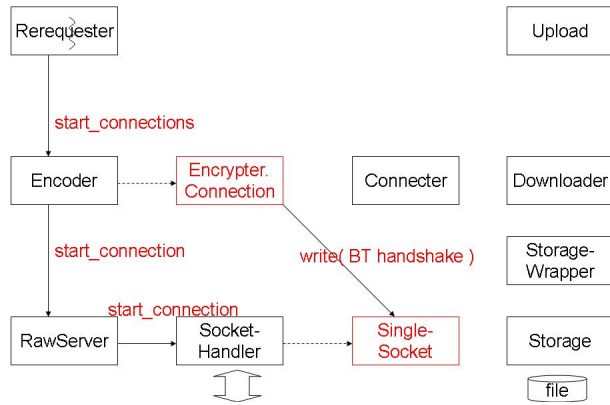 Rerequester
Upload
start_connections
Encoder
Encrypter.
Connection
Connecter
Downloader
start_connection
write( BT handshake )
Storage-
Wrapper
start_connection
RawServer
Socket-
Handler
Single-
Socket
Storage
file